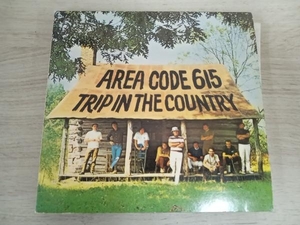 AREA CODE 615
TRIP IN THE COUNTRY